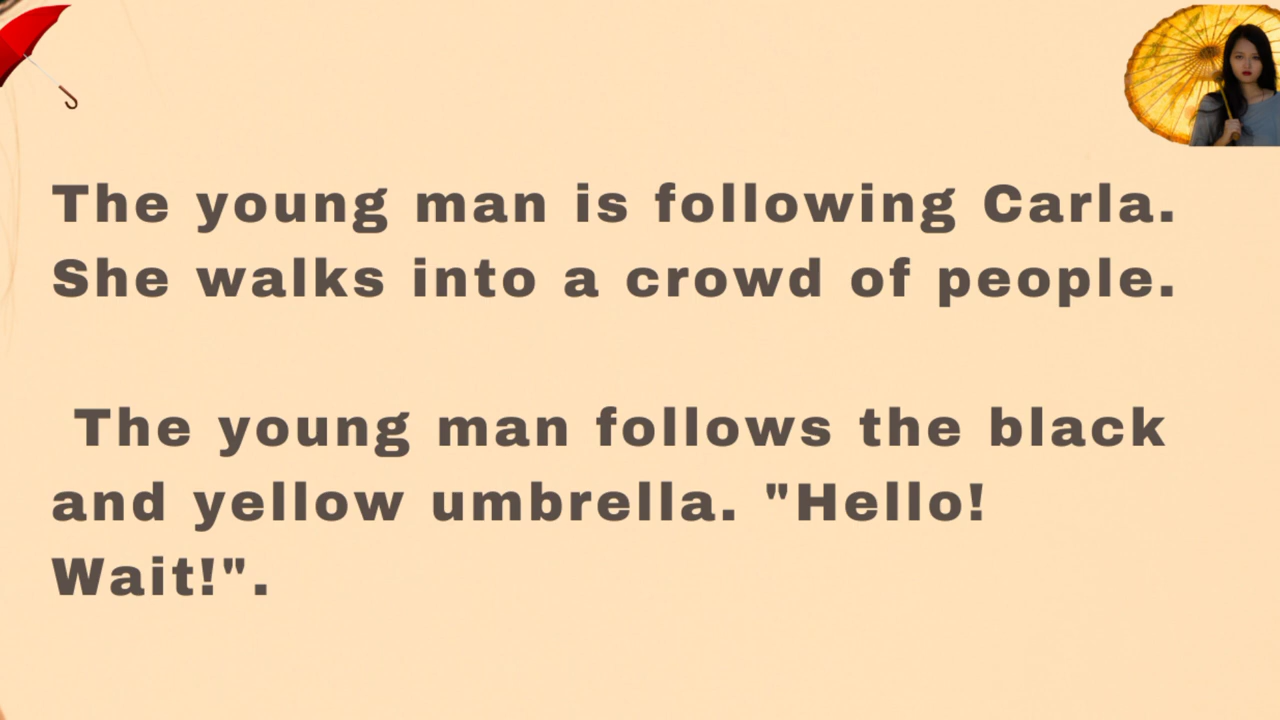 The young man is following Carla.
She walks into a crowd of people.
The young man follows the black
and yellow umbrella. "Hello!
Wait!".